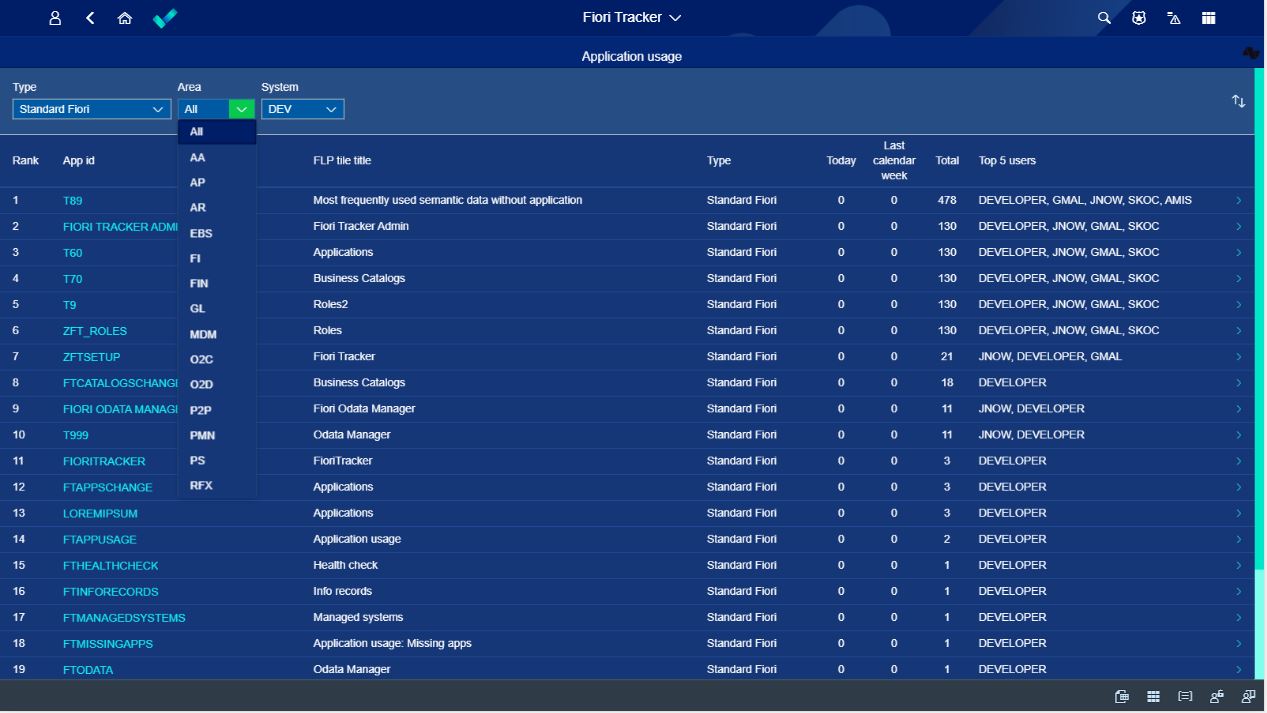 Fiori Tracker
Application usage
Type Area System
Standard Fiori All DEV
All
AA
AP
AR
EBS
FI
FIN
GL
MDM
O2C
O2D
P2P
PMN
PS
RFX
Rank App id FLP tile title Type Today Last calendar week Total Top 5 users
1 T89 Most frequently used semantic data without application Standard Fiori 0 0 478 DEVELOPER, GMAL, JNOW, SKOC, AMIS
2 FIORI TRACKER ADMI Fiori Tracker Admin Standard Fiori 0 0 130 DEVELOPER, JNOW, GMAL, SKOC
3 T60 Applications Standard Fiori 0 0 130 DEVELOPER, JNOW, GMAL, SKOC
4 T70 Business Catalogs Standard Fiori 0 0 130 DEVELOPER, JNOW, GMAL, SKOC
5 T9 Roles2 Standard Fiori 0 0 130 DEVELOPER, JNOW, GMAL, SKOC
6 ZFT_ROLES Roles Standard Fiori 0 0 130 DEVELOPER, JNOW, GMAL, SKOC
7 ZFTSETUP Fiori Tracker Standard Fiori 0 0 21 JNOW, DEVELOPER, GMAL
8 FTCATALOGSCHANG Business Catalogs Standard Fiori 0 0 18 DEVELOPER
9 FIORI ODATA MANAG Fiori Odata Manager Standard Fiori 0 0 11 JNOW, DEVELOPER
10 T999 Odata Manager Standard Fiori 0 0 11 JNOW, DEVELOPER
11 FIORITRACKER FioriTracker Standard Fiori 0 0 3 DEVELOPER
12 FTAPPSCHANGE Applications Standard Fiori 0 0 3 DEVELOPER
13 LOREMIPSUM Applications Standard Fiori 0 0 3 DEVELOPER
14 FTAPPUSAGE Application usage Standard Fiori 0 0 2 DEVELOPER
15 FTHEALTHCHECK Health check Standard Fiori 0 0 1 DEVELOPER
16 FTINFORECORDS Info records Standard Fiori 0 0 1 DEVELOPER
17 FTMANAGEDSYSTEMS Managed systems Standard Fiori 0 0 1 DEVELOPER
18 FTMISSINGAPPS Application usage: Missing apps Standard Fiori 0 0 1 DEVELOPER
19 FTODATA Odata Manager Standard Fiori 0 0 1 DEVELOPER